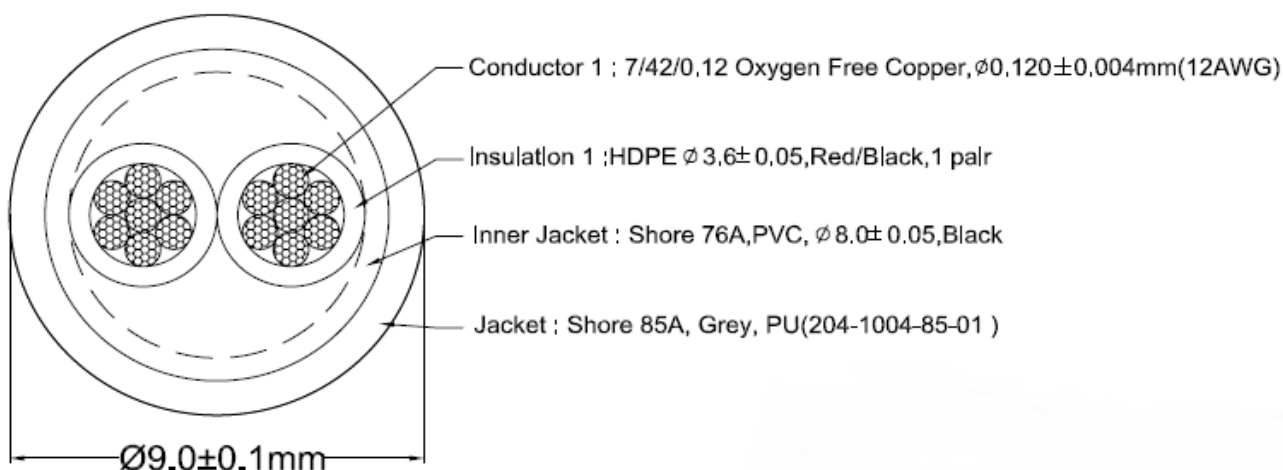 Conductor 1 : 7/42/0.12 Oxygen Free Copper,⌀0.120±0.004mm(12AWG)
Insulation 1 :HDPE ⌀ 3.6± 0.05,Red/Black,1 pair
Inner Jacket : Shore 76A,PVC, ⌀ 8.0± 0.05,Black
Jacket : Shore 85A, Grey, PU(204-1004-85-01 )
Ø9.0±0.1mm